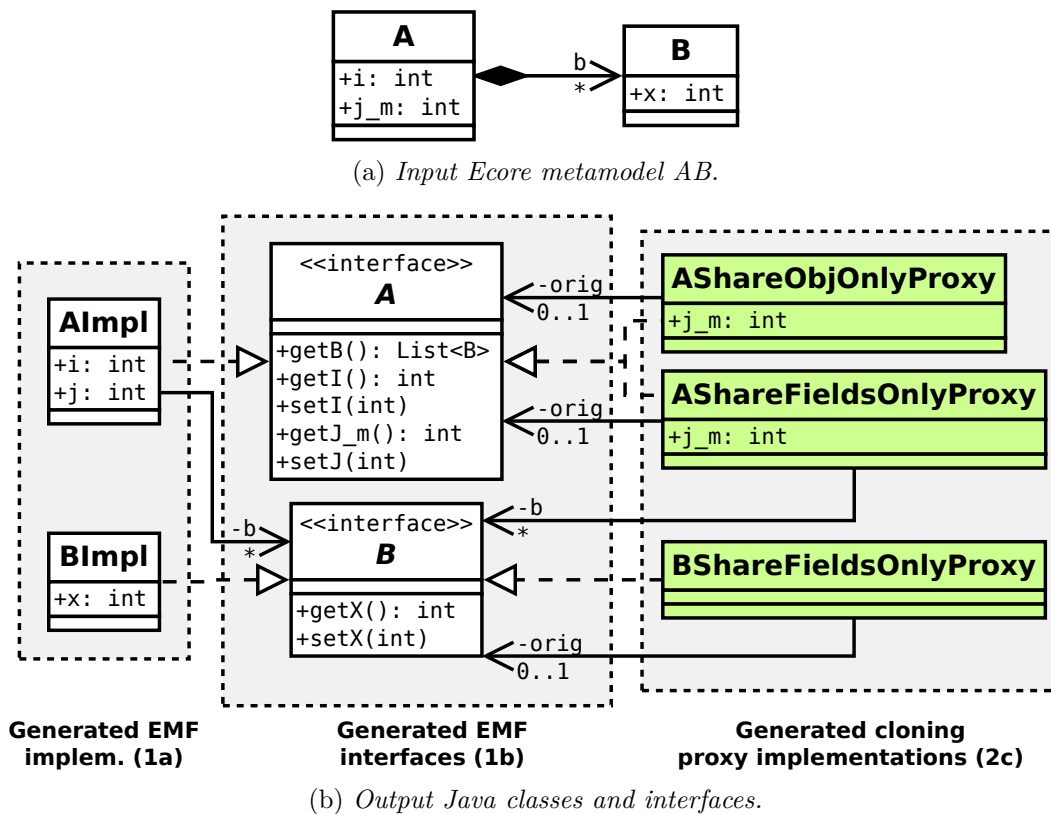 A
+i: int
+j_m: int
b
*
B
+x: int
(a) Input Ecore metamodel AB.
AImpl
+i: int
+j: int
BImpl
+x: int
<<interface>>
A
+getB(): List<B>
+getI(): int
+setI(int)
+getJ_m(): int
+setJ(int)
-b
*
<<interface>>
B
+getX(): int
+setX(int)
-orig
0..1
-orig
0..1
-b
*
-orig
0..1
AShareObjOnlyProxy
+j_m: int
AShareFieldsOnlyProxy
+j_m: int
BShareFieldsOnlyProxy
Generated EMF
implem. (1a)
Generated EMF
interfaces (1b)
Generated cloning
proxy implementations (2c)
(b) Output Java classes and interfaces.